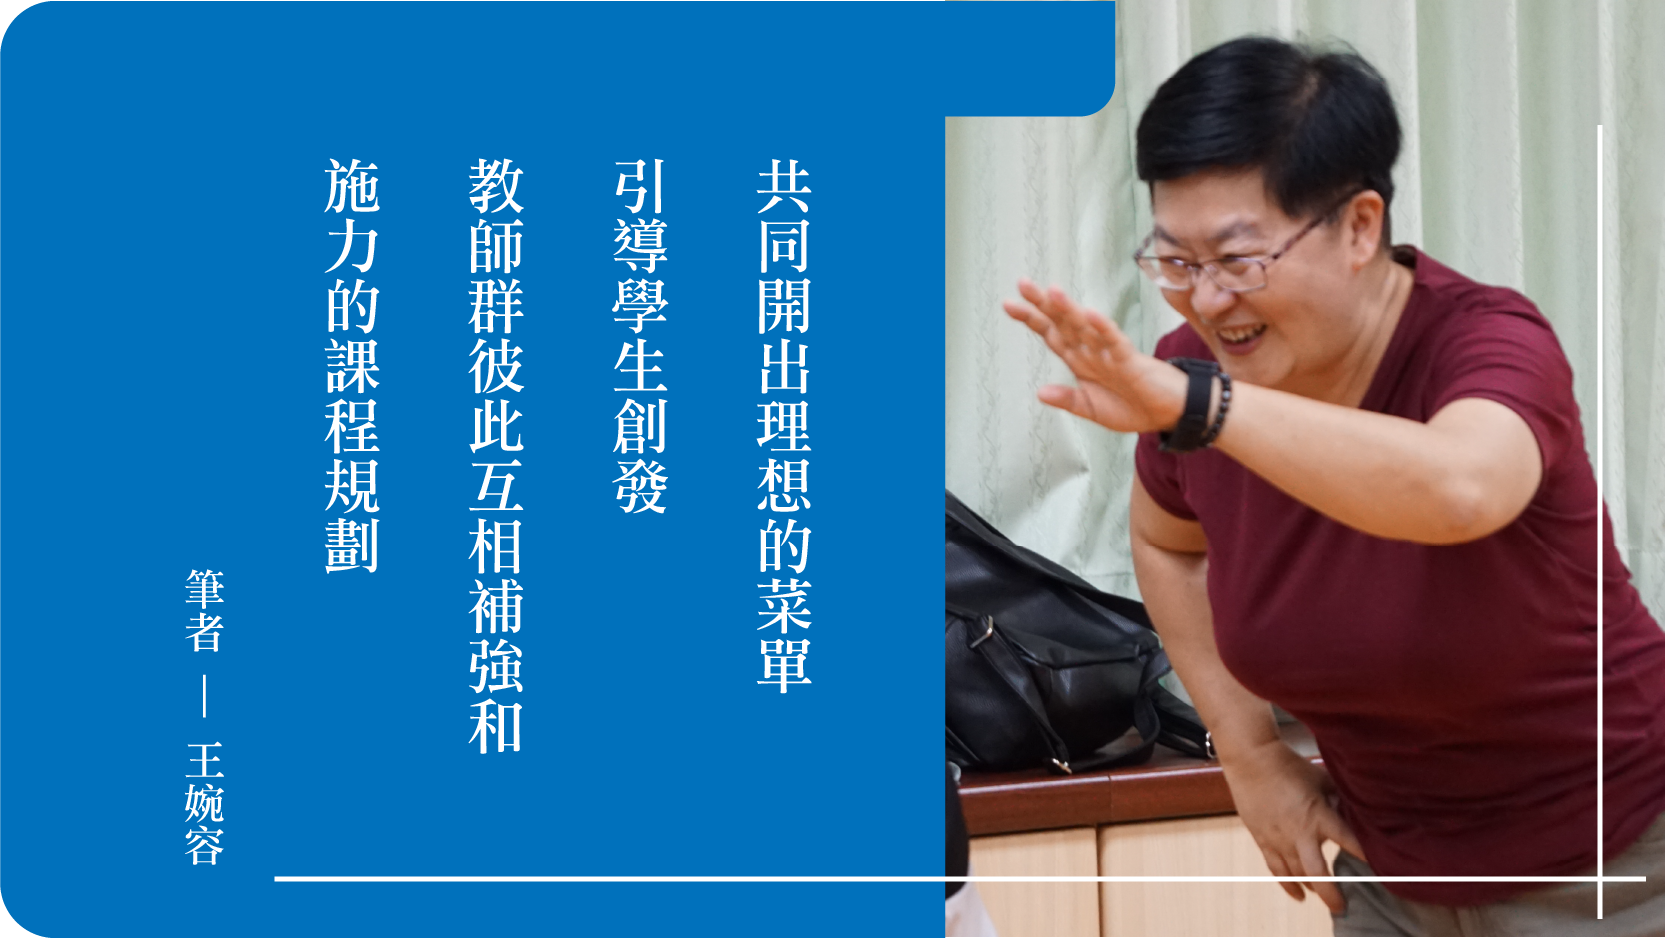 共同開出理想的菜單
引導學生創發
教師群彼此互相補強和
施力的課程規劃
筆者 — 王婉容